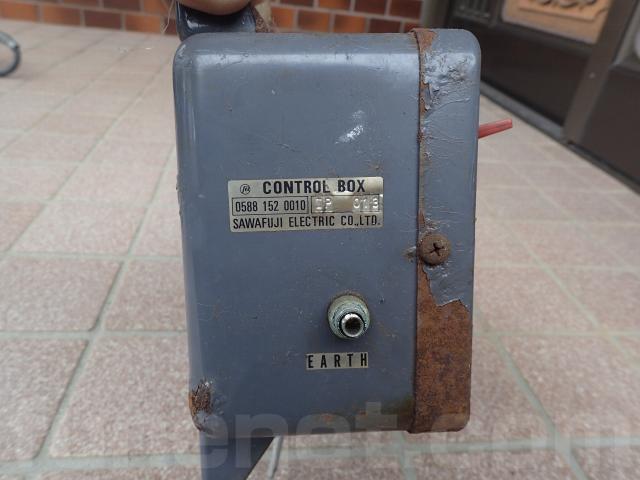 CONTROL BOX
0588 152 0010
SAWAFUJI ELECTRIC CO.,LTD.
EARTH